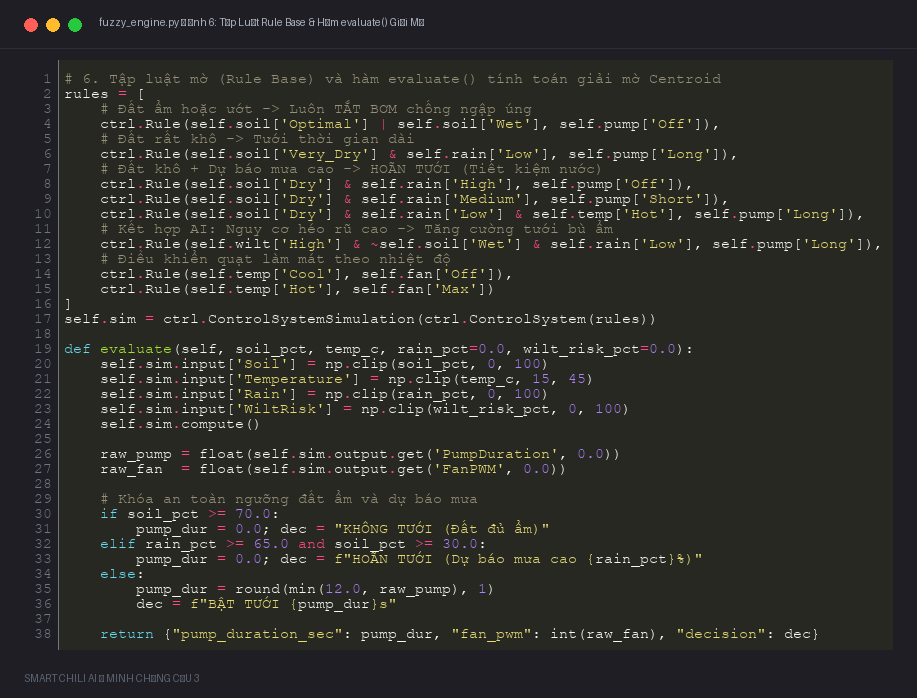 fuzzy_engine.py nh 6: Tp Lut Rule Base & Hm evaluate() Gii M
1 # 6. Tập luật mờ (Rule Base) và hàm evaluate() tính toán giải mờ Centroid
2 rules = [
3     # Đất ẩm hoặc ướt -> Luôn TẮT BƠM chống ngập úng
4     ctrl.Rule(self.soil['Optimal'] | self.soil['Wet'], self.pump['Off']),
5     # Đất rất khô -> Tưới thời gian dài
6     ctrl.Rule(self.soil['Very_Dry'] & self.rain['Low'], self.pump['Long']),
7     # Đất khô + Dự báo mưa cao -> HOÃN TƯỚI (Tiết kiệm nước)
8     ctrl.Rule(self.soil['Dry'] & self.rain['High'], self.pump['Off']),
9     ctrl.Rule(self.soil['Dry'] & self.rain['Medium'], self.pump['Short']),
10     ctrl.Rule(self.soil['Dry'] & self.rain['Low'] & self.temp['Hot'], self.pump['Long']),
11     # Kết hợp AI: Nguy cơ héo rũ cao -> Tăng cường tưới bù ẩm
12     ctrl.Rule(self.wilt['High'] & ~self.soil['Wet'] & self.rain['Low'], self.pump['Long']),
13     # Điều khiển quạt làm mát theo nhiệt độ
14     ctrl.Rule(self.temp['Cool'], self.fan['Off']),
15     ctrl.Rule(self.temp['Hot'], self.fan['Max'])
16 ]
17 self.sim = ctrl.ControlSystemSimulation(ctrl.ControlSystem(rules))
18
19 def evaluate(self, soil_pct, temp_c, rain_pct=0.0, wilt_risk_pct=0.0):
20     self.sim.input['Soil'] = np.clip(soil_pct, 0, 100)
21     self.sim.input['Temperature'] = np.clip(temp_c, 15, 45)
22     self.sim.input['Rain'] = np.clip(rain_pct, 0, 100)
23     self.sim.input['WiltRisk'] = np.clip(wilt_risk_pct, 0, 100)
24     self.sim.compute()
25
26     raw_pump = float(self.sim.output.get('PumpDuration', 0.0))
27     raw_fan  = float(self.sim.output.get('FanPWM', 0.0))
28
29     # Khóa an toàn ngưỡng đất ẩm và dự báo mưa
30     if soil_pct >= 70.0:
31         pump_dur = 0.0; dec = "KHÔNG TƯỚI (Đất đủ ẩm)"
32     elif rain_pct >= 65.0 and soil_pct >= 30.0:
33         pump_dur = 0.0; dec = f"HOÃN TƯỚI (Dự báo mưa cao {rain_pct}%)"
34     else:
35         pump_dur = round(min(12.0, raw_pump), 1)
36         dec = f"BẬT TƯỚI {pump_dur}s"
37
38     return {"pump_duration_sec": pump_dur, "fan_pwm": int(raw_fan), "decision": dec}
SMART CHILI AI MINH CHNG CU 3